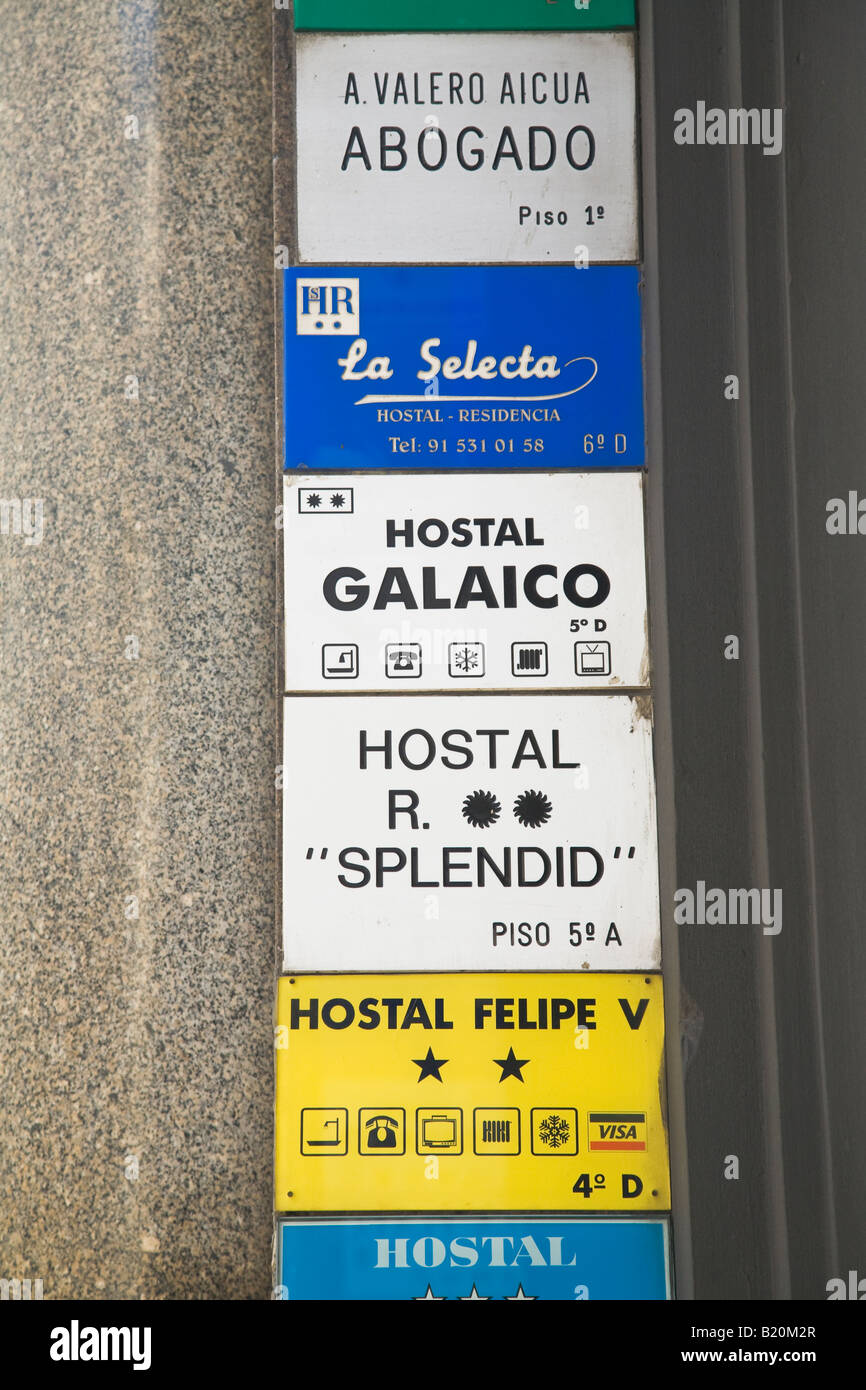 A. VALERO AICUA
ABOGADO
Piso 1º
HsR
La Selecta
HOSTAL - RESIDENCIA
Tel: 91 531 01 58 6º D
HOSTAL
GALAICO
5º D
HOSTAL
R.
"SPLENDID"
PISO 5º A
HOSTAL FELIPE V
VISA
4º D
HOSTAL
alamy
Image ID: B20M2R
www.alamy.com